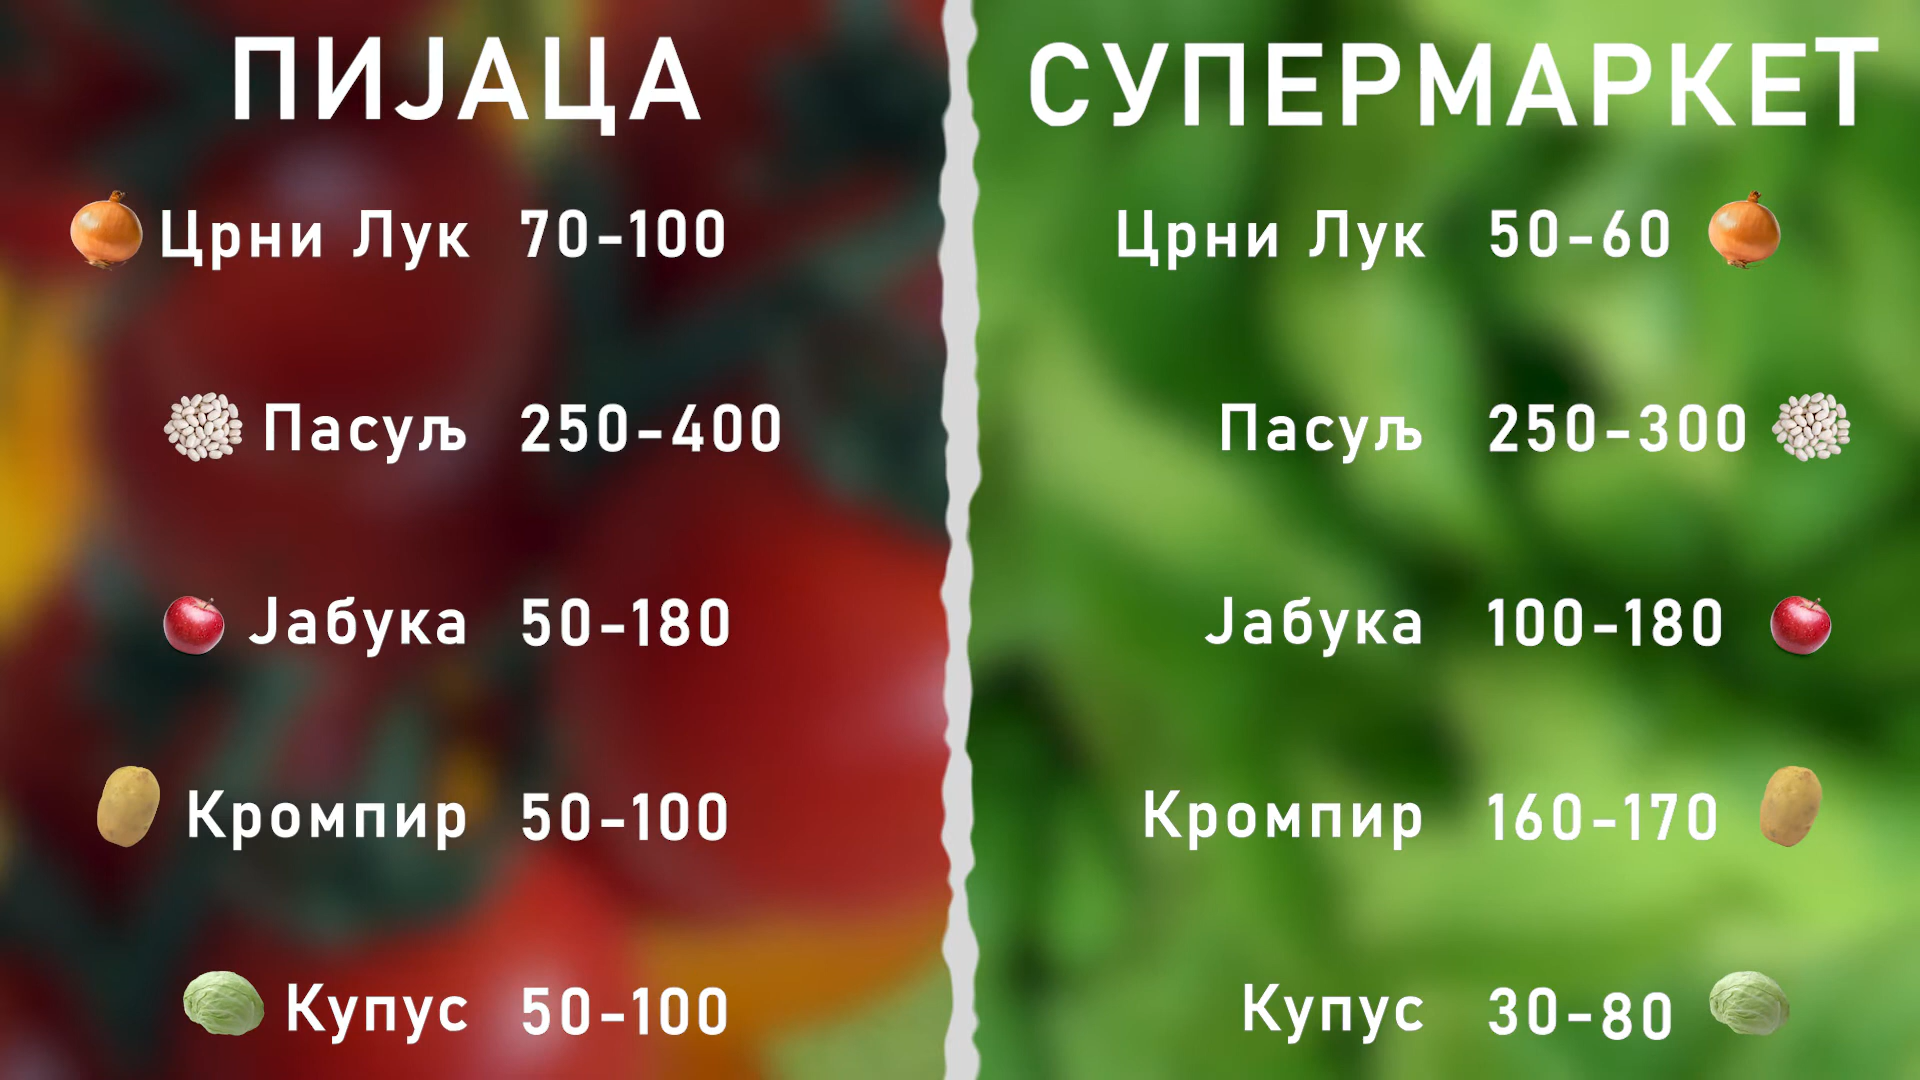 ПИЈАЦА
Црни Лук 70-100
Пасуљ 250-400
Јабука 50-180
Кромпир 50-100
Купус 50-100
СУПЕРМАРКЕТ
Црни Лук 50-60
Пасуљ 250-300
Јабука 100-180
Кромпир 160-170
Купус 30-80